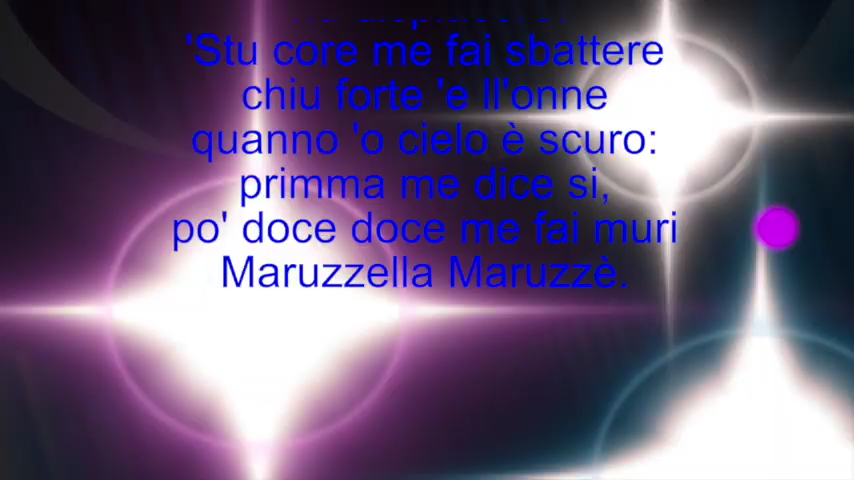 'Stu core me fai sbattere
chiu forte 'e ll'onne
quanno 'o cielo è scuro:
primma me dice si,
po' doce doce me fai muri
Maruzzella Maruzzè.